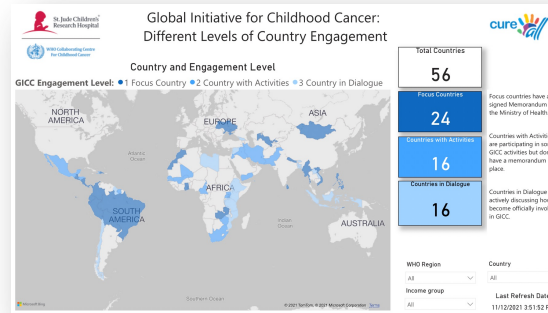 St. Jude Children's
Research Hospital
Global Initiative for Childhood Cancer:
Different Levels of Country Engagement
cure
WHO Collaborating Centre
for Childhood Cancer
Country and Engagement Level
GICC Engagement Level: 1 Focus Country 2 Country with Activities 3 Country in Dialogue
NORTH
AMERICA
EUROPE
ASIA
Atlantic
Ocean
AFRICA
SOUTH
AMERICA
Indian
Ocean
AUSTRALIA
Southern Ocean
Microsoft Bing
© 2021 TomTom, © 2021 Microsoft Corporation Terms
Total Countries
56
Focus Countries
24
Focus countries have a
signed Memorandum
the Ministry of Health.
Countries with Activities
16
Countries with Activiti
are participating in so
GICC activities but do
have a memorandum
place.
Countries in Dialogue
16
Countries in Dialogue
actively discussing ho
become officially invo
in GICC.
WHO Region
All
Country
All
Income group
All
Last Refresh Date
11/12/2021 3:51:52 P